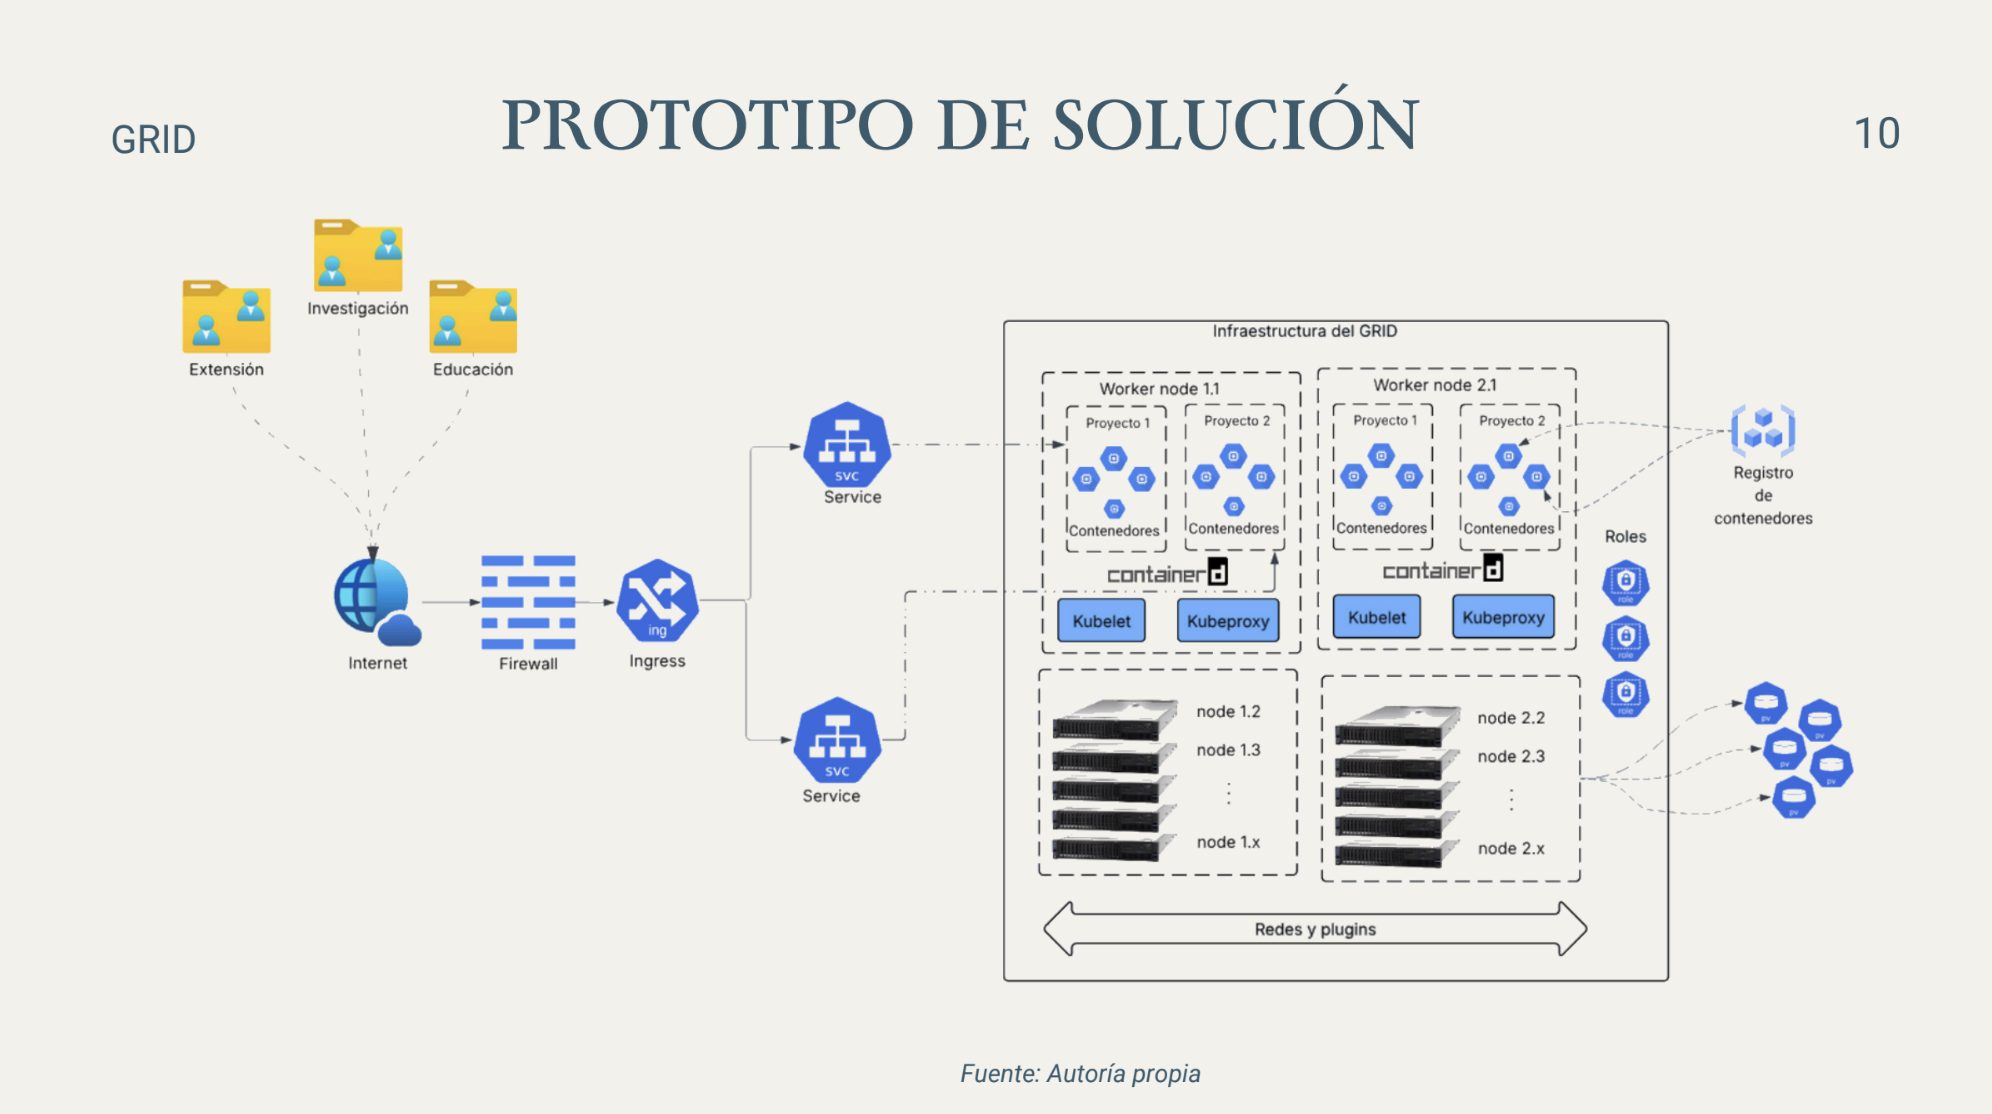 GRID
PROTOTIPO DE SOLUCIÓN
10
Investigación
Extensión
Educación
Internet
Firewall
ing
Ingress
svc
Service
svc
Service
Infraestructura del GRID
Worker node 1.1
Proyecto 1
Contenedores
Proyecto 2
Contenedores
containerd
Kubelet
Kubeproxy
Worker node 2.1
Proyecto 1
Contenedores
Proyecto 2
Contenedores
containerd
Kubelet
Kubeproxy
Roles
role
role
role
node 1.2
node 1.3
node 1.x
node 2.2
node 2.3
node 2.x
Redes y plugins
Registro
de
contenedores
pv
pv
pv
pv
pv
Fuente: Autoría propia